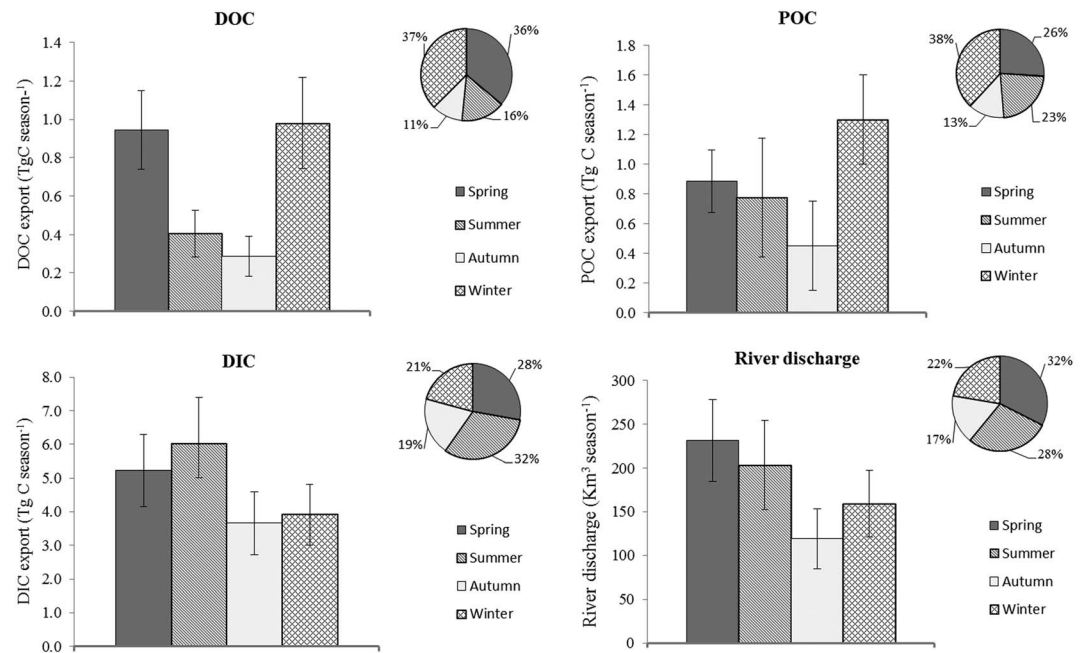 DOC
DOC export (TgC season-¹)
1.4
1.2
1.0
0.8
0.6
0.4
0.2
0.0
37%
36%
11%
16%
Spring
Summer
Autumn
Winter
POC
POC export (Tg C season⁻¹)
1.8
1.6
1.4
1.2
1.0
0.8
0.6
0.4
0.2
0.0
38%
26%
13%
23%
Spring
Summer
Autumn
Winter
DIC
DIC export (Tg C season⁻¹)
8.0
7.0
6.0
5.0
4.0
3.0
2.0
1.0
0.0
21%
28%
19%
32%
Spring
Summer
Autumn
Winter
River discharge
River discharge (Km³ season⁻¹)
300
250
200
150
100
50
0
22%
32%
17%
28%
Spring
Summer
Autumn
Winter